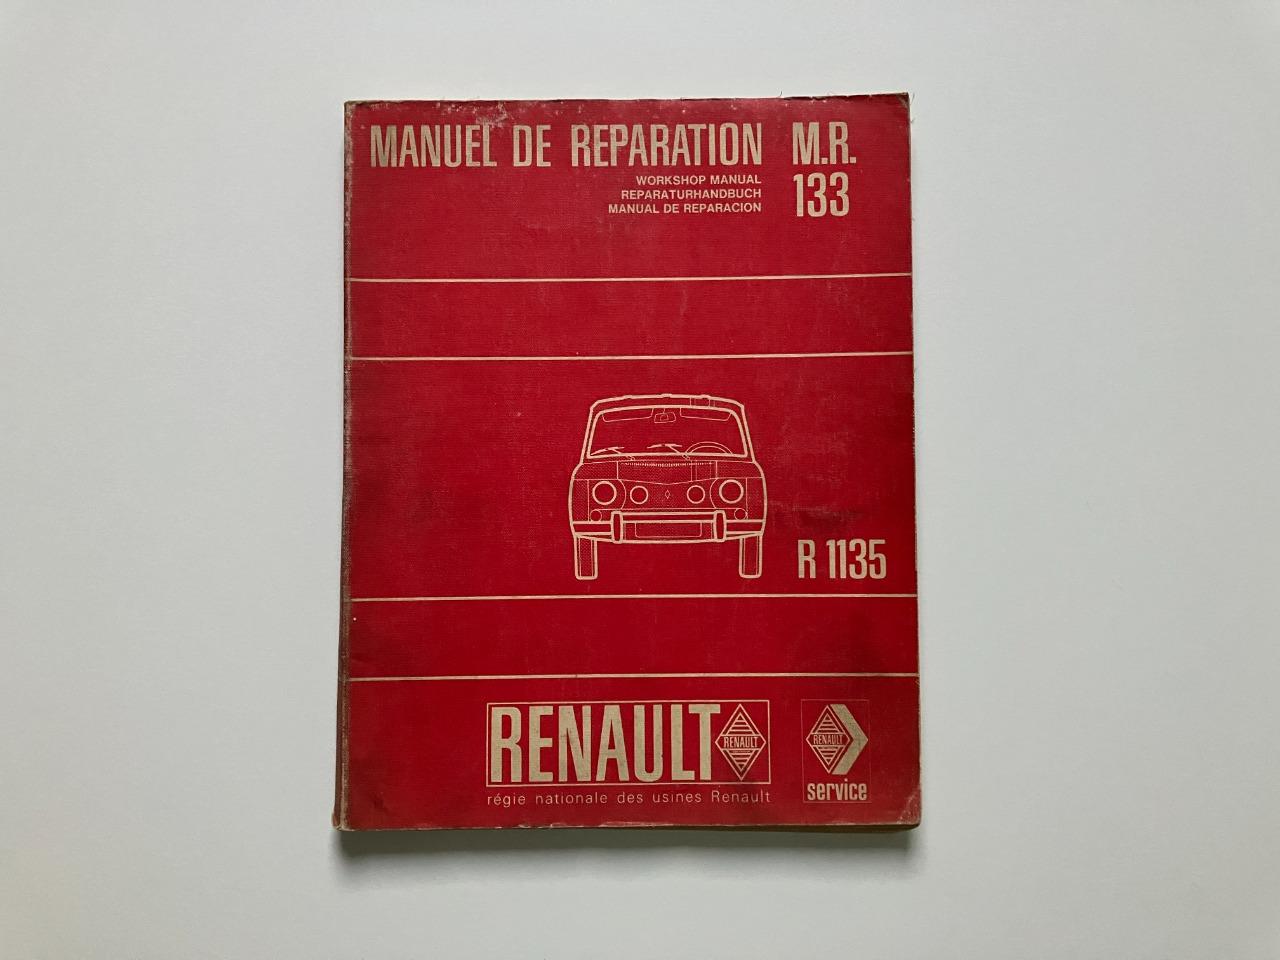 MANUEL DE REPARATION M.R.
WORKSHOP MANUAL 133
REPARATURHANDBUCH
MANUAL DE REPARACION
R 1135
RENAULT RENAULT
régie nationale des usines Renault
RENAULT
service